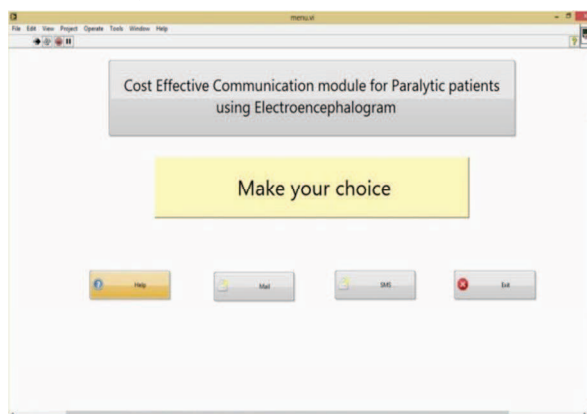 menu.vi
File Edit View Project Operate Tools Window Help
Cost Effective Communication module for Paralytic patients
using Electroencephalogram
Make your choice
Help Mail SMS Exit